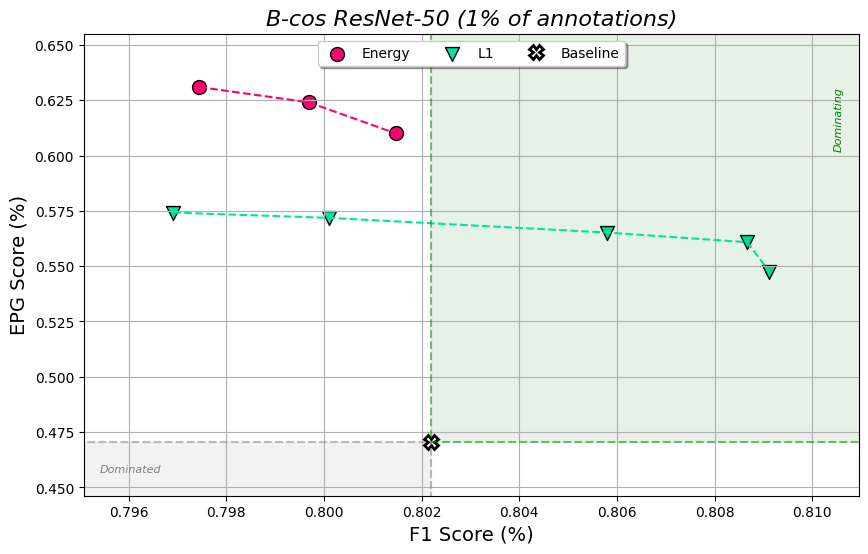 B-cos ResNet-50 (1% of annotations)
Energy L1 Baseline
EPG Score (%)
0.650
0.625
0.600
0.575
0.550
0.525
0.500
0.475
0.450
Dominating
Dominated
0.796 0.798 0.800 0.802 0.804 0.806 0.808 0.810
F1 Score (%)